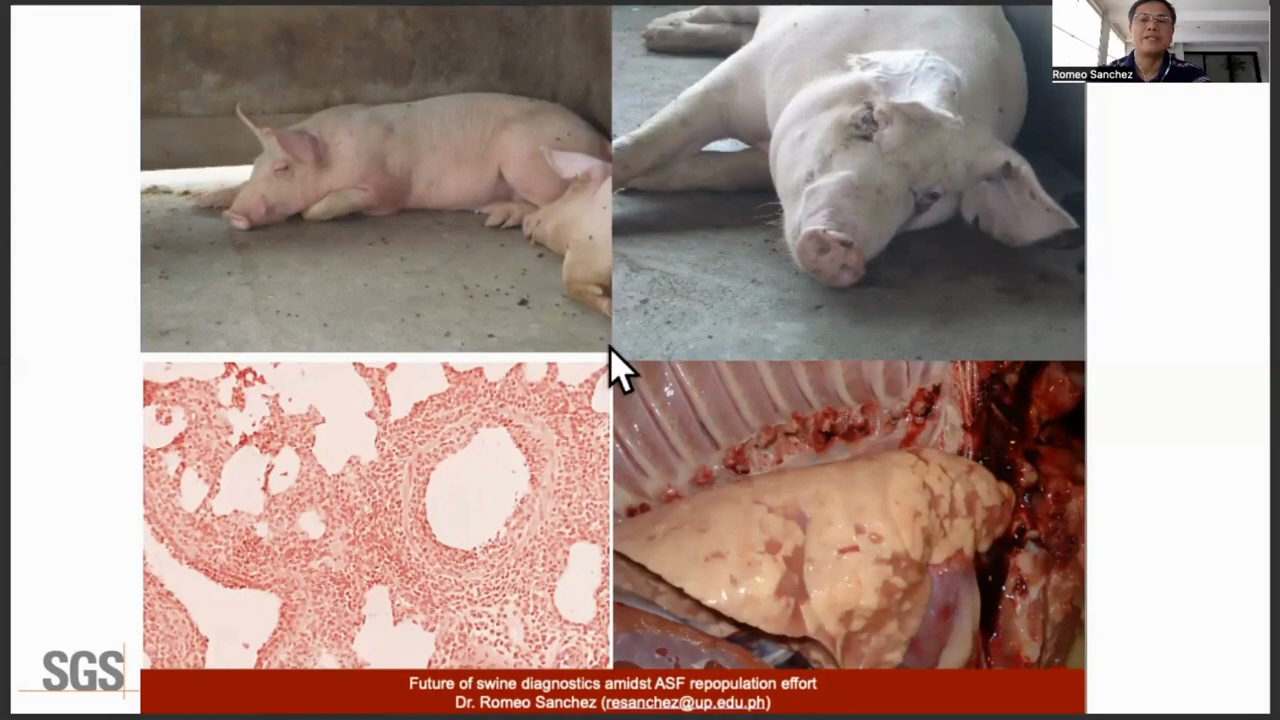 Romeo Sanchez
SGS
Future of swine diagnostics amidst ASF repopulation effort
Dr. Romeo Sanchez (resanchez@up.edu.ph)